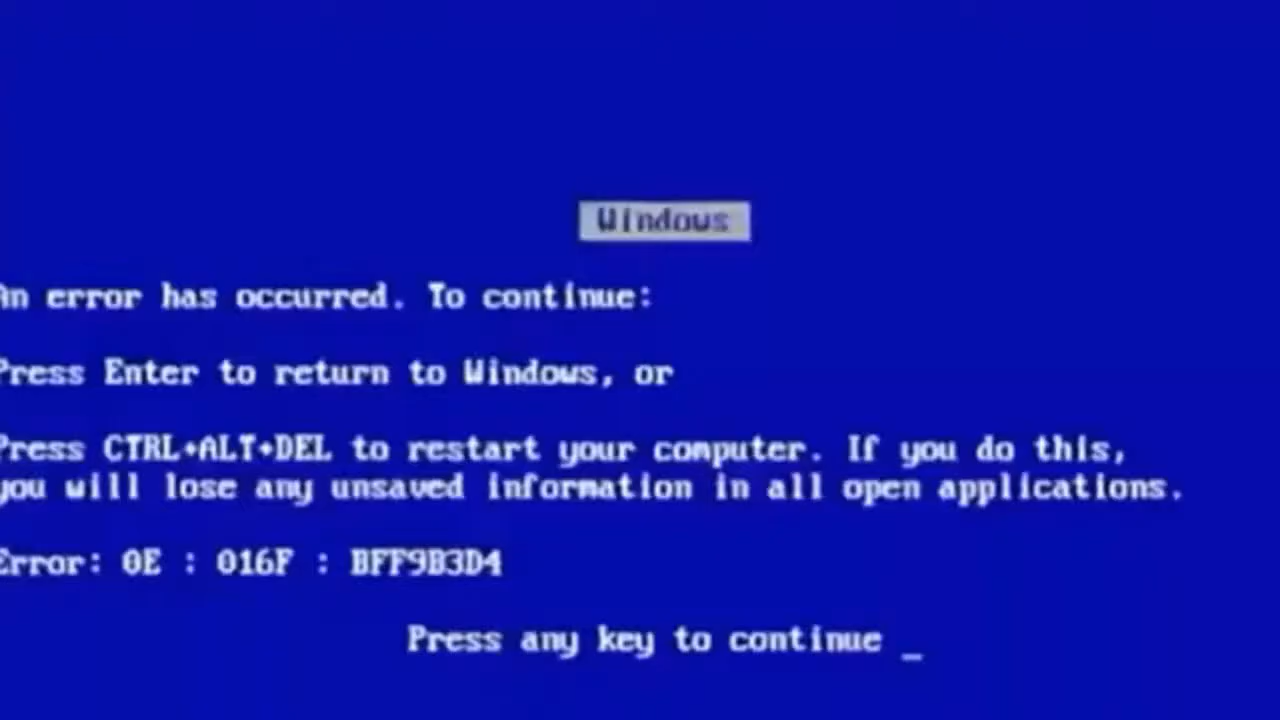 Windows
An error has occurred. To continue:
Press Enter to return to Windows, or
Press CTRL+ALT+DEL to restart your computer. If you do this,
you will lose any unsaved information in all open applications.
Error: 0E : 016F : BFF9B3D4
Press any key to continue _